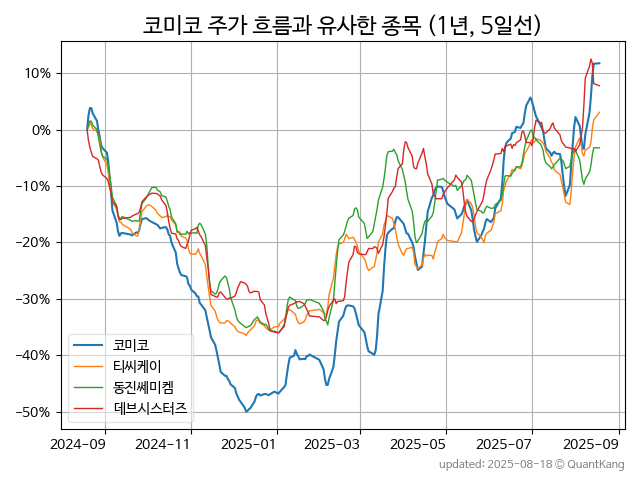 코미코 주가 흐름과 유사한 종목 (1년, 5일선)
10%
0%
−10%
−20%
−30%
−40%
−50%
코미코
티씨케이
동진쎄미켐
데브시스터즈
2024-09 2024-11 2025-01 2025-03 2025-05 2025-07 2025-09
updated: 2025-08-18 ⓒ QuantKang